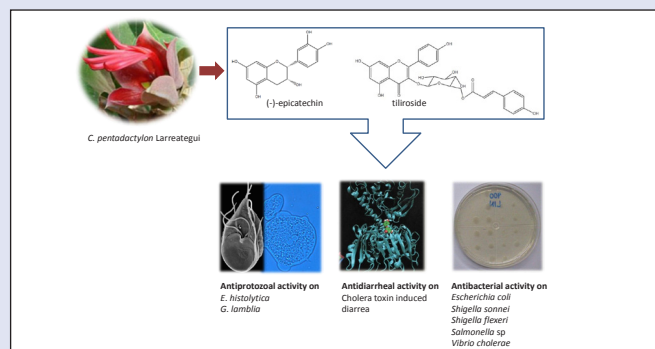 C. pentadactylon Larreategui
(-)-epicatechin
tiliroside
Antiprotozoal activity on
E. histolytica
G. lamblia
Antidiarrheal activity on
Cholera toxin induced
diarrea
Antibacterial activity on
Escherichia coli
Shigella sonnei
Shigella flexeri
Salmonella sp
Vibrio cholerae